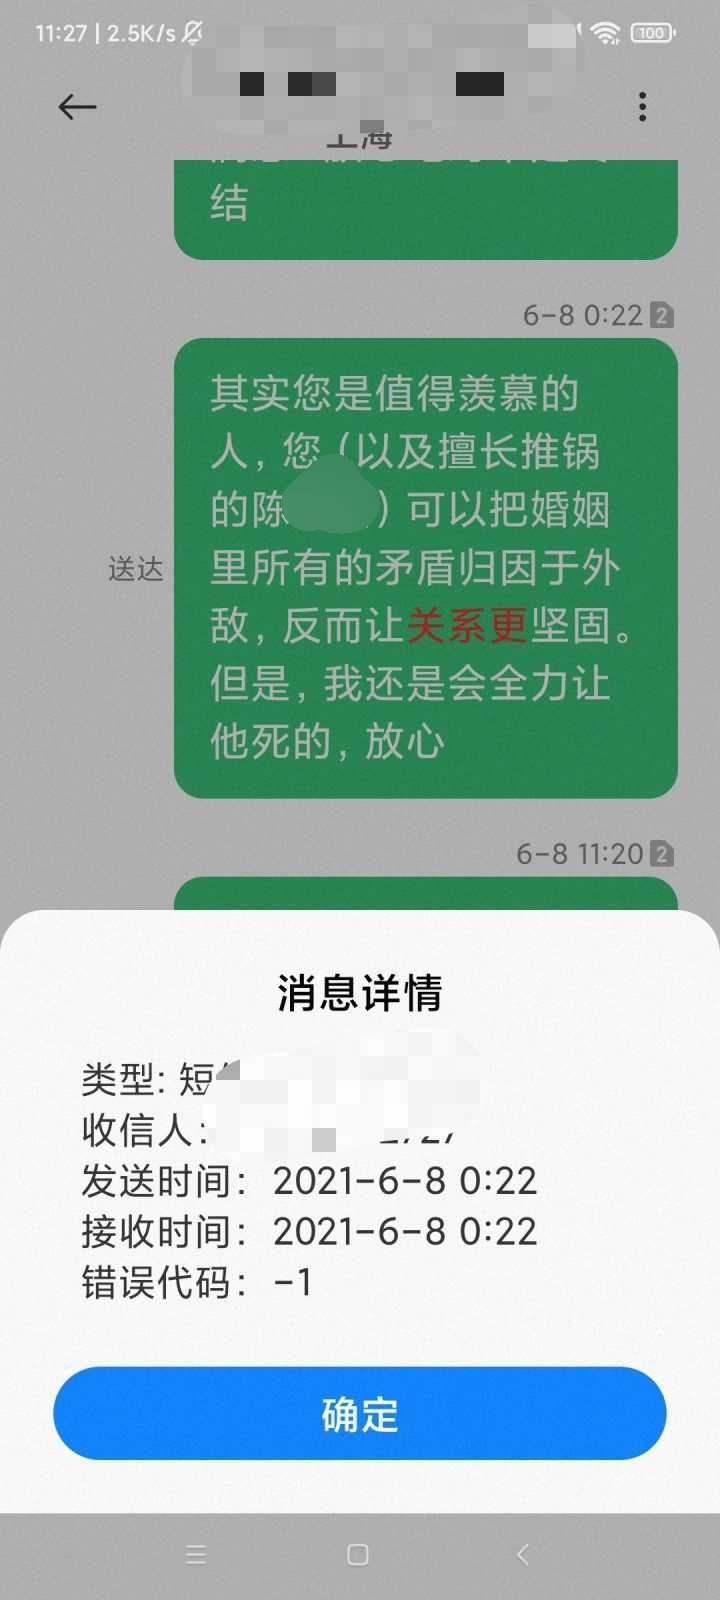 11:27 | 2.5K/s
100
上海
结
6-8 0:22 2
其实您是值得羡慕的
人，您（以及擅长推锅
的陈）可以把婚姻
里所有的矛盾归因于外
敌，反而让关系更坚固。
但是，我还是会全力让
他死的，放心
送达
6-8 11:20 2
消息详情
类型: 短
收信人:
发送时间： 2021-6-8 0:22
接收时间： 2021-6-8 0:22
错误代码： -1
确定